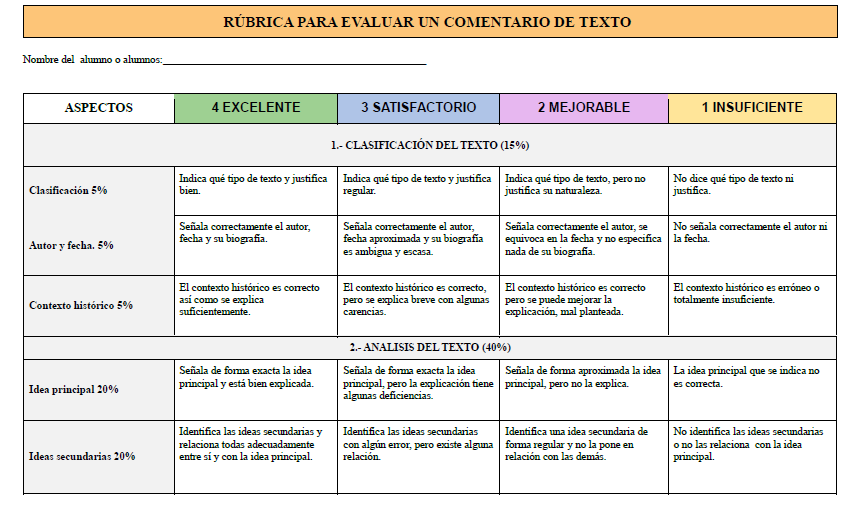 RÚBRICA PARA EVALUAR UN COMENTARIO DE TEXTO
Nombre del alumno o alumnos:
ASPECTOS
4 EXCELENTE
3 SATISFACTORIO
2 MEJORABLE
1 INSUFICIENTE
1.- CLASIFICACIÓN DEL TEXTO (15%)
Clasificación 5%
Indica qué tipo de texto y justifica
bien.
Indica qué tipo de texto y justifica
regular.
Indica qué tipo de texto, pero no
justifica su naturaleza.
No dice qué tipo de texto ni
justifica.
Autor y fecha. 5%
Señala correctamente el autor,
fecha y su biografía.
Señala correctamente el autor,
fecha aproximada y su biografía
es ambigua y escasa.
Señala correctamente el autor, se
equivoca en la fecha y no especifica
nada de su biografía.
No señala correctamente el autor ni
la fecha.
Contexto histórico 5%
El contexto histórico es correcto
así como se explica
suficientemente.
El contexto histórico es correcto,
pero se explica breve con algunas
carencias.
El contexto histórico es correcto
pero se puede mejorar la
explicación, mal planteada.
El contexto histórico es erróneo o
totalmente insuficiente.
2.- ANALISIS DEL TEXTO (40%)
Idea principal 20%
Señala de forma exacta la idea
principal y está bien explicada.
Señala de forma exacta la idea
principal, pero la explicación tiene
algunas deficiencias.
Señala de forma aproximada la idea
principal, pero no la explica.
La idea principal que se indica no
es correcta.
Ideas secundarias 20%
Identifica las ideas secundarias y
relaciona todas adecuadamente
entre sí y con la idea principal.
Identifica las ideas secundarias
con algún error, pero existe alguna
relación.
Identifica una idea secundaria de
forma regular y no la pone en
relación con las demás.
No identifica las ideas secundarias
o no las relaciona con la idea
principal.